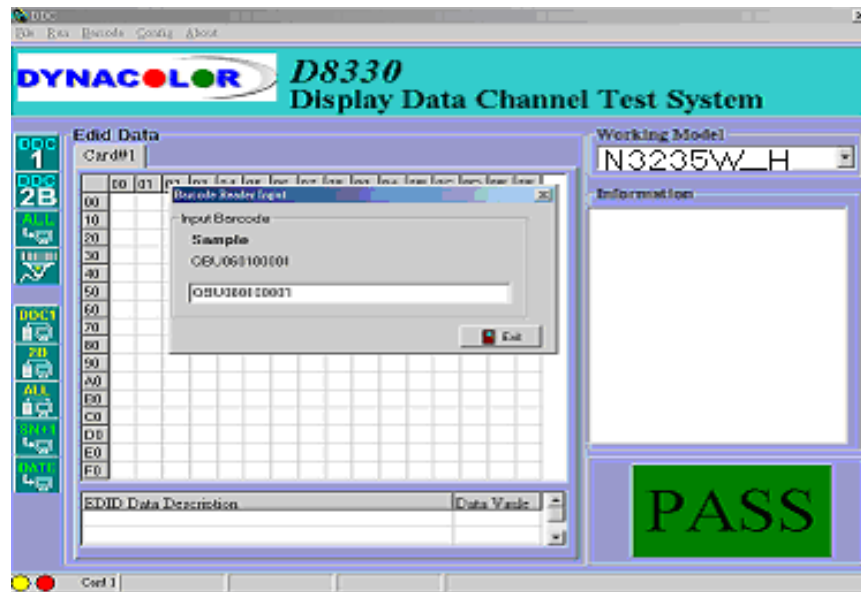 DDC
File Run Barcode Config About
DYNACOLOR
D8330
Display Data Channel Test System
DDC
1
DDC
2B
ALL
DDC1
2B
ALL
SN+1
DATE
Edid Data
Card#1
00 01
00
10
20
30
40
50
60
70
80
90
A0
B0
C0
D0
E0
F0
Barcode Reader Input
Input Barcode
Sample
Exit
EDID Data Description
Data Vaule
Working Model
N3235W_H
Information
PASS
Card 1